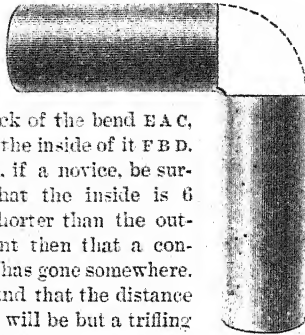 ck of the bend E A C,
the inside of it F B D.
, if a novice, be sur-
hat the inside is 6
horter than the out-
nt then that a con-
has gone somewhere.
nd that the distance
will be but a trifling